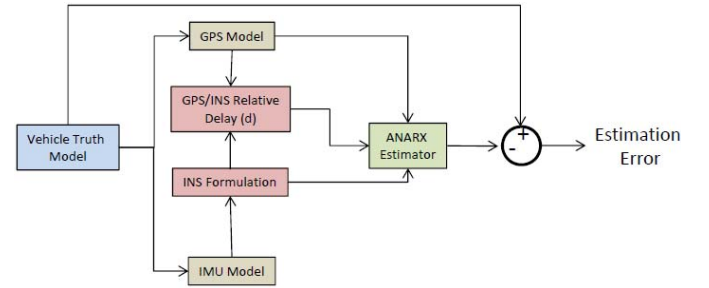 GPS Model
GPS/INS Relative
Delay (d)
Vehicle Truth
Model
ANARX
Estimator
+
-
Estimation
Error
INS Formulation
IMU Model